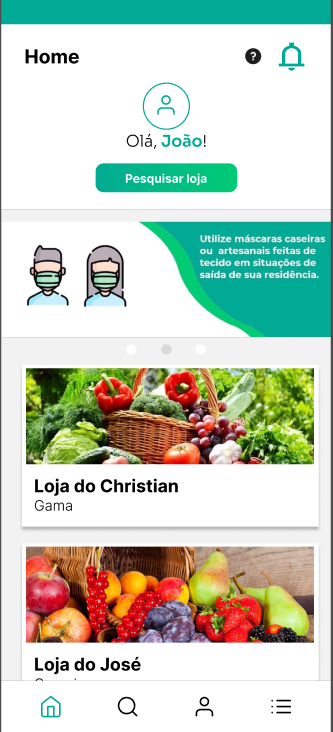 Home
?
Olá, João!
Pesquisar loja
Utilize máscaras caseiras
ou artesanais feitas de
tecido em situações de
saída de sua residência.
Loja do Christian
Gama
Loja do José